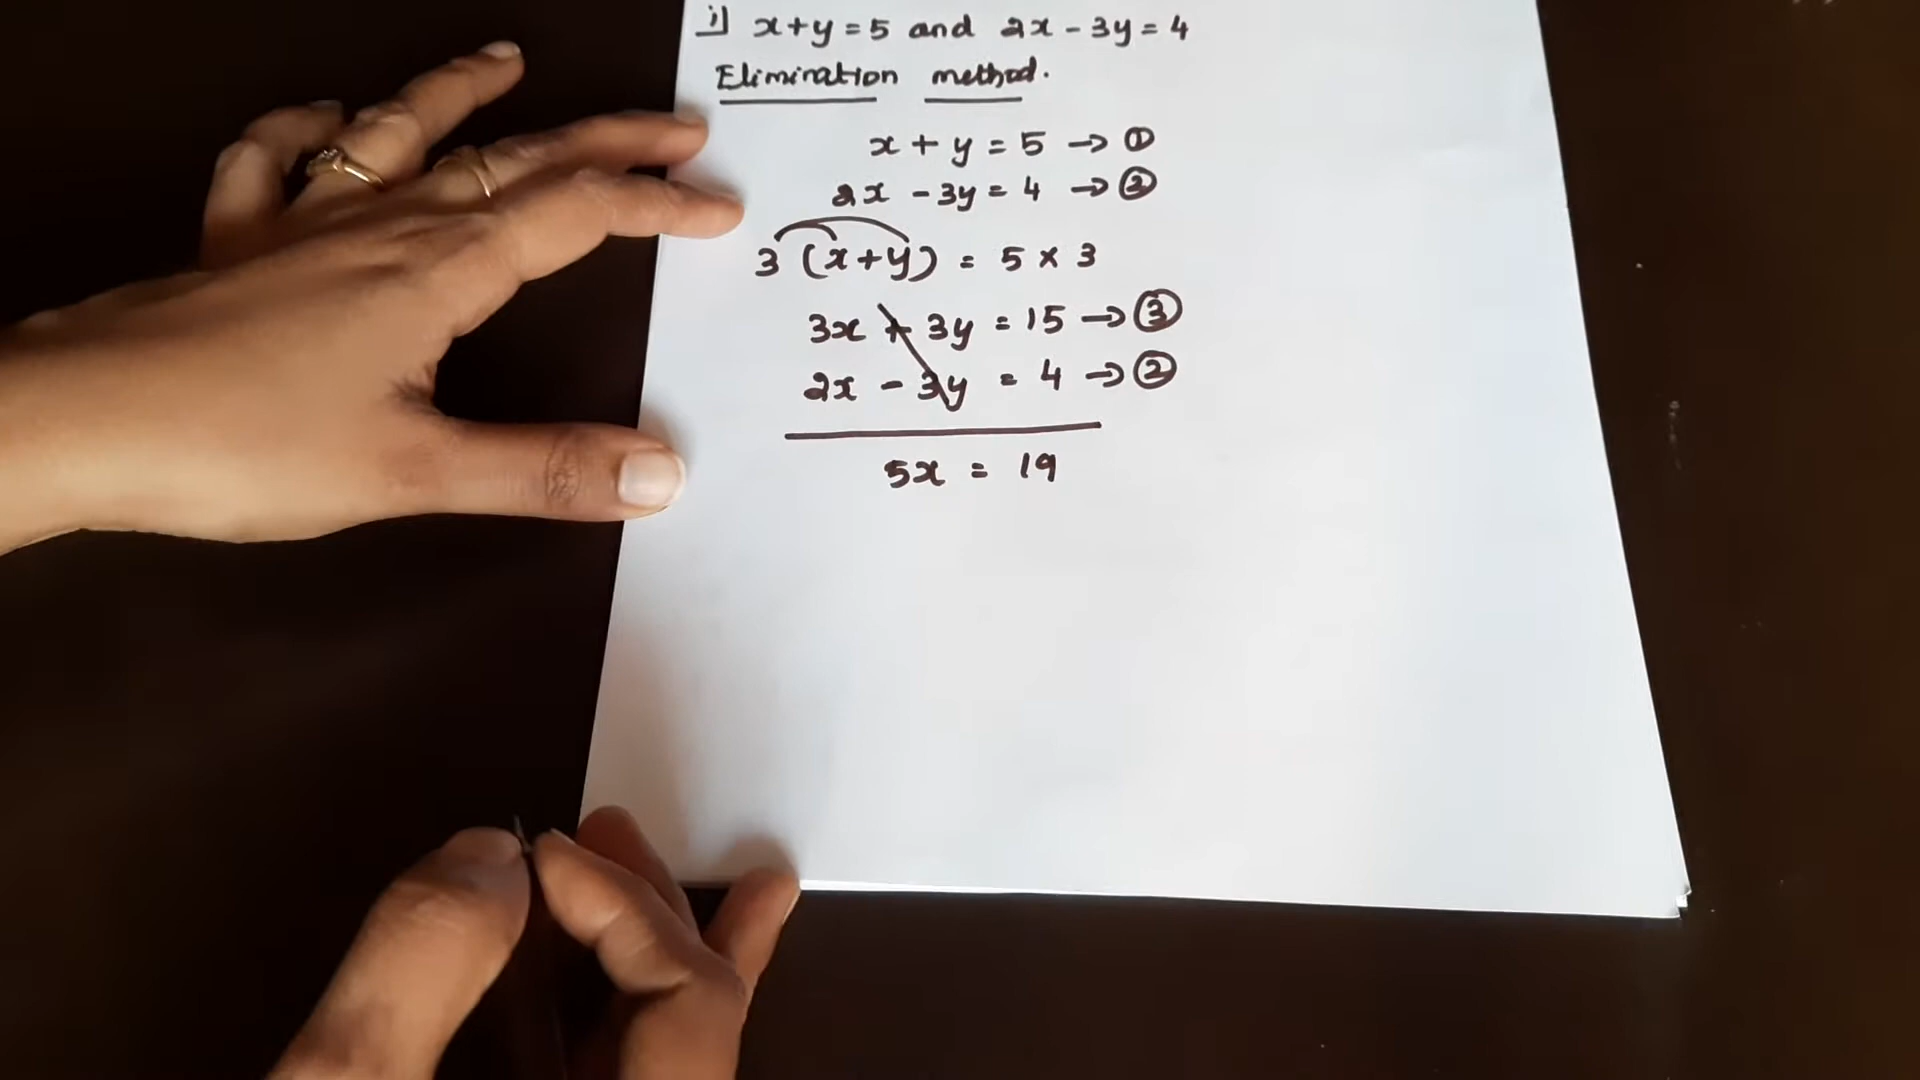 i) x+y=5 and 2x-3y=4
Elimination method.
x + y = 5 → ①
2x - 3y = 4 → ②
3 (x+y) = 5 × 3
3x + 3y = 15 → ③
2x - 3y = 4 → ②
5x = 19